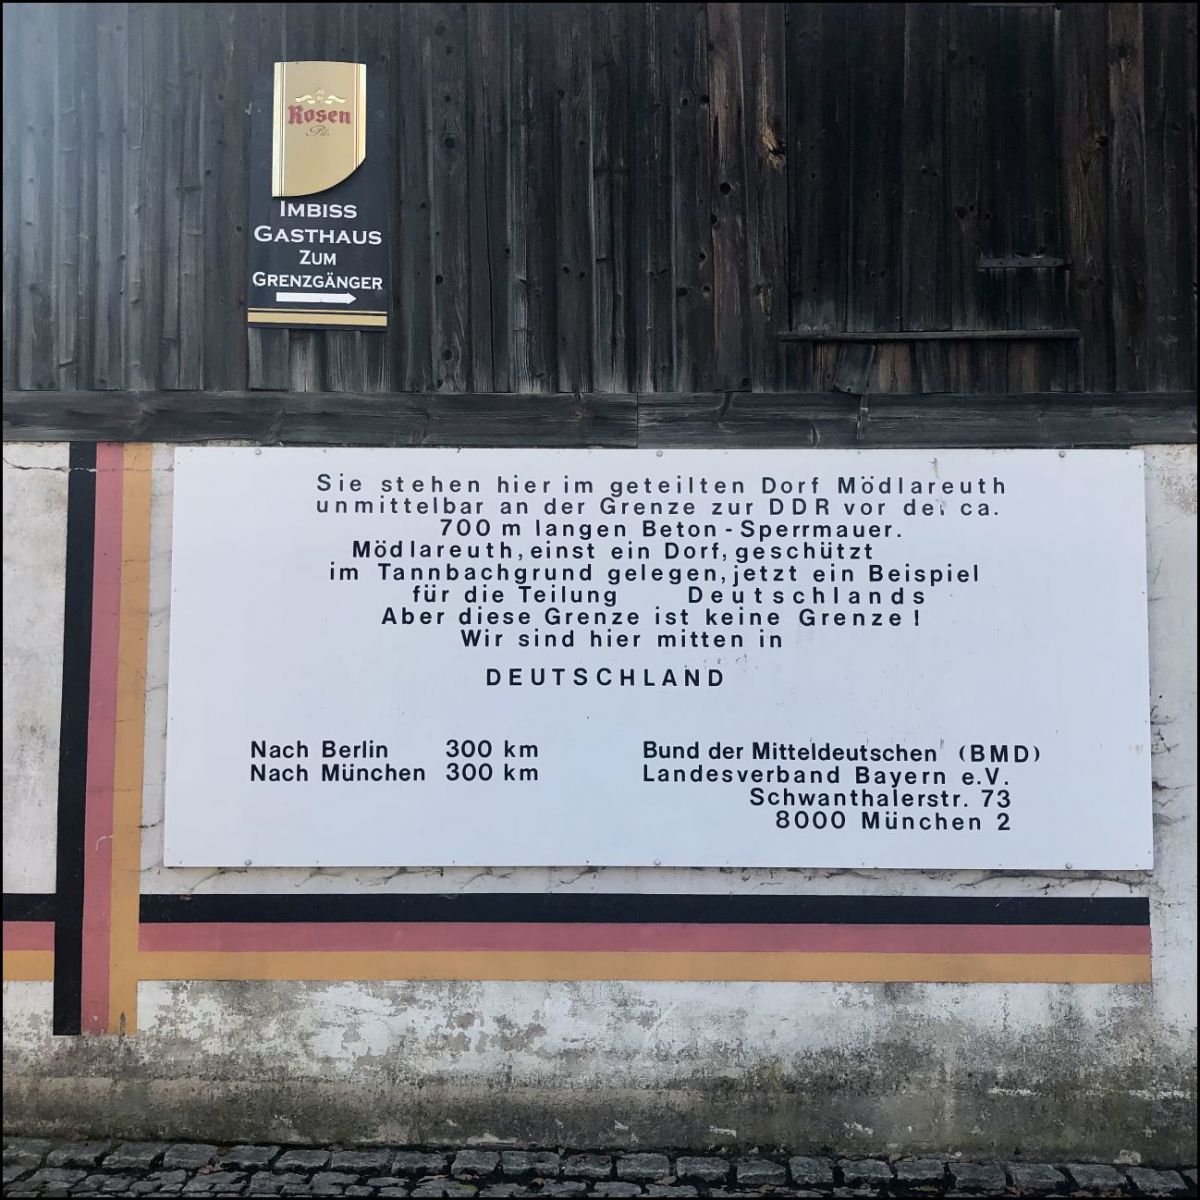 Rosen
Pils
IMBISS
GASTHAUS
ZUM
GRENZGÄNGER
Sie stehen hier im geteilten Dorf Mödlareuth
unmittelbar an der Grenze zur DDR vor der ca.
700 m langen Beton - Sperrmauer.
Mödlareuth, einst ein Dorf, geschützt
im Tannbachgrund gelegen, jetzt ein Beispiel
für die Teilung Deutschlands
Aber diese Grenze ist keine Grenze!
Wir sind hier mitten in
DEUTSCHLAND
Nach Berlin 300 km
Nach München 300 km
Bund der Mitteldeutschen (BMD)
Landesverband Bayern e.V.
Schwanthalerstr. 73
8000 München 2